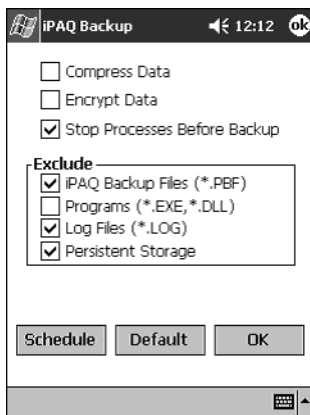 iPAQ Backup 12:12 ok
Compress Data
Encrypt Data
Stop Processes Before Backup
Exclude
iPAQ Backup Files (*.PBF)
Programs (*.EXE,*.DLL)
Log Files (*.LOG)
Persistent Storage
Schedule Default OK